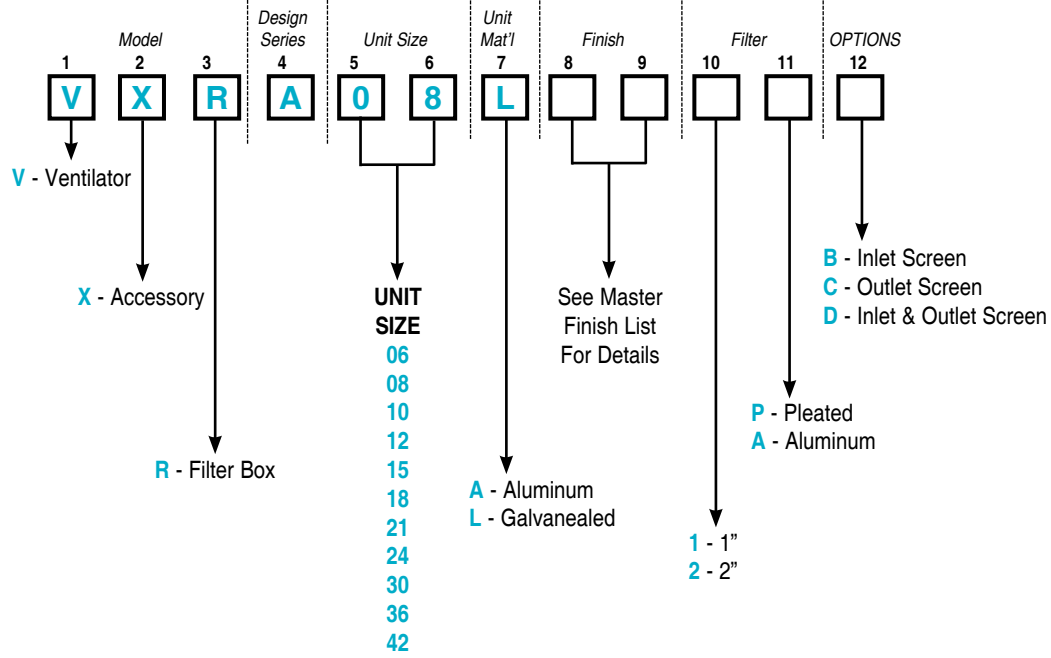 Model
Design
Series
Unit Size
Unit
Mat'l
Finish
Filter
OPTIONS
1 2 3 4 5 6 7 8 9 10 11 12
V X R A 0 8 L
V - Ventilator
X - Accessory
R - Filter Box
UNIT
SIZE
06
08
10
12
15
18
21
24
30
36
42
A - Aluminum
L - Galvanealed
See Master
Finish List
For Details
1 - 1”
2 - 2”
P - Pleated
A - Aluminum
B - Inlet Screen
C - Outlet Screen
D - Inlet & Outlet Screen